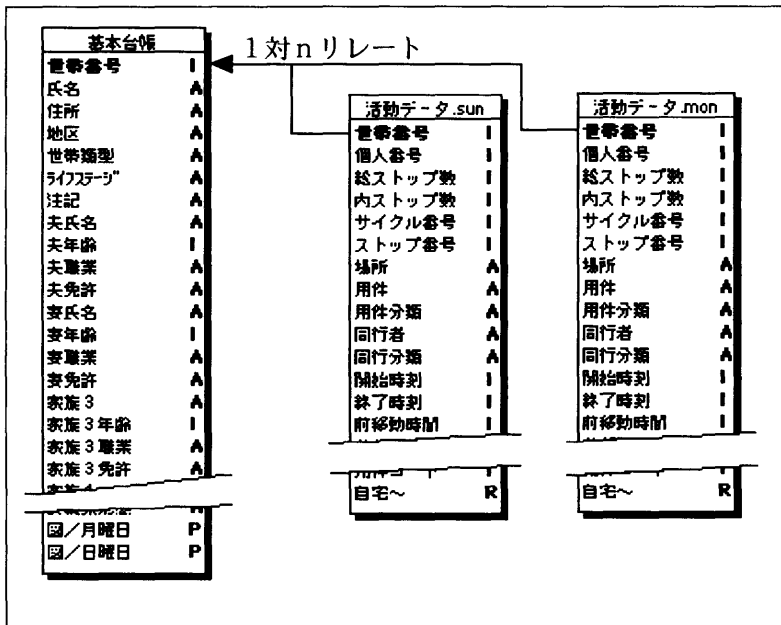 1対nリレート
基本台帳
世帯番号 I
氏名 A
住所 A
地区 A
世帯類型 A
ライフステージ A
注記 A
夫氏名 A
夫年齢 I
夫職業 A
夫免許 A
妻氏名 A
妻年齢 I
妻職業 A
妻免許 A
家族3 A
家族3年齢 I
家族3職業 A
家族3免許 A
図/月曜日 P
図/日曜日 P
活動データ.sun
世帯番号 I
個人番号 I
総ストップ数 I
内ストップ数 I
サイクル番号 I
ストップ番号 I
場所 A
用件 A
用件分類 A
同行者 A
同行分類 A
開始時刻 I
終了時刻 I
前移動時間 I
自宅~ R
活動データ.mon
世帯番号 I
個人番号 I
総ストップ数 I
内ストップ数 I
サイクル番号 I
ストップ番号 I
場所 A
用件 A
用件分類 A
同行者 A
同行分類 A
開始時刻 I
終了時刻 I
前移動時間 I
自宅~ R